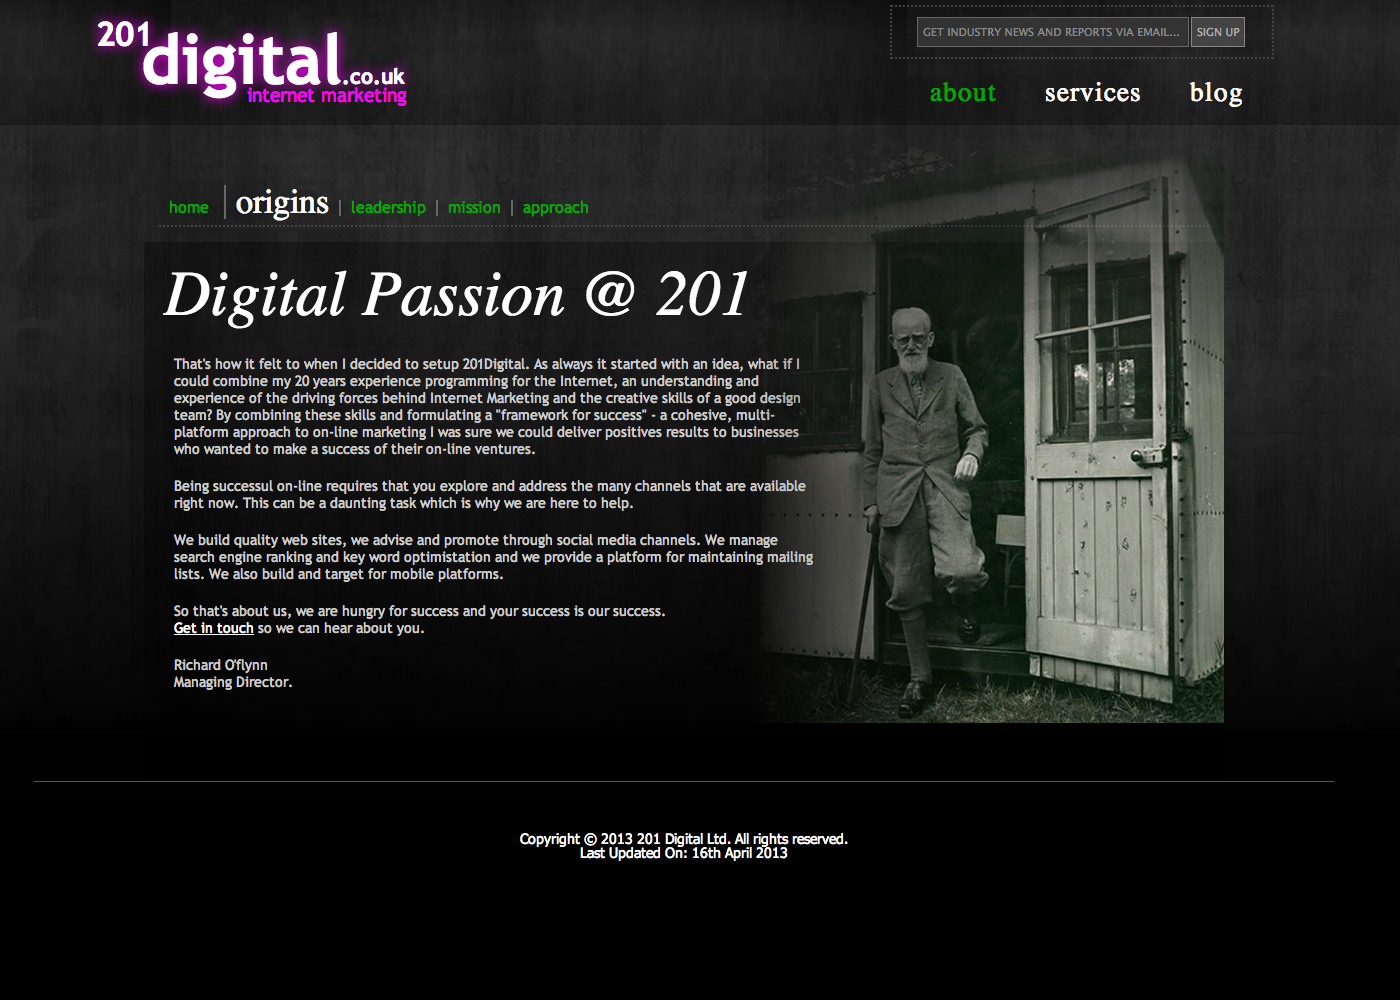 201
digital.co.uk
internet marketing
GET INDUSTRY NEWS AND REPORTS VIA EMAIL... SIGN UP
about services blog
home | origins | leadership | mission | approach
Digital Passion @ 201
That's how it felt to when I decided to setup 201Digital. As always it started with an idea, what if I
could combine my 20 years experience programming for the Internet, an understanding and
experience of the driving forces behind Internet Marketing and the creative skills of a good design
team? By combining these skills and formulating a "framework for success" - a cohesive, multi-
platform approach to on-line marketing I was sure we could deliver positives results to businesses
who wanted to make a success of their on-line ventures.
Being successul on-line requires that you explore and address the many channels that are available
right now. This can be a daunting task which is why we are here to help.
We build quality web sites, we advise and promote through social media channels. We manage
search engine ranking and key word optimistation and we provide a platform for maintaining mailing
lists. We also build and target for mobile platforms.
So that's about us, we are hungry for success and your success is our success.
Get in touch so we can hear about you.
Richard O'flynn
Managing Director.
Copyright © 2013 201 Digital Ltd. All rights reserved.
Last Updated On: 16th April 2013